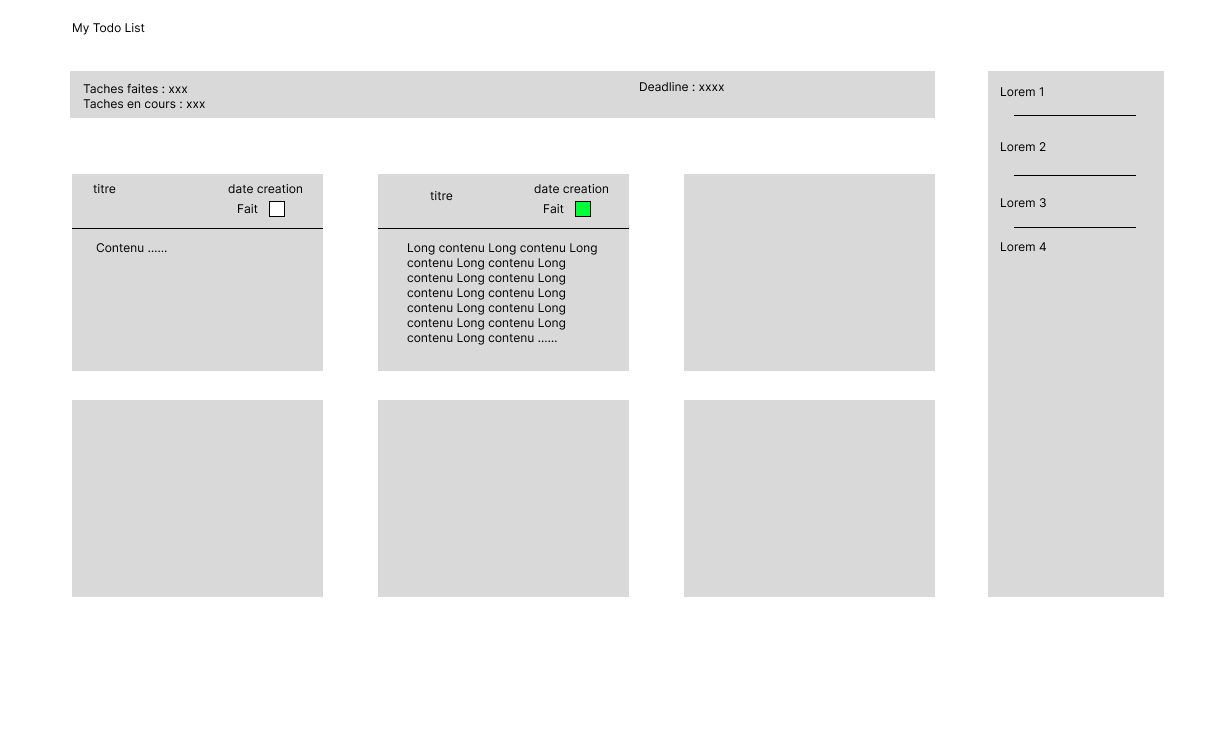 My Todo List
Taches faites : xxx
Taches en cours : xxx
Deadline : xxxx
titre
date creation
Fait
Contenu ......
titre
date creation
Fait
Long contenu Long contenu Long
contenu Long contenu Long
contenu Long contenu Long
contenu Long contenu Long
contenu Long contenu Long
contenu Long contenu Long
contenu Long contenu ......
Lorem 1
Lorem 2
Lorem 3
Lorem 4